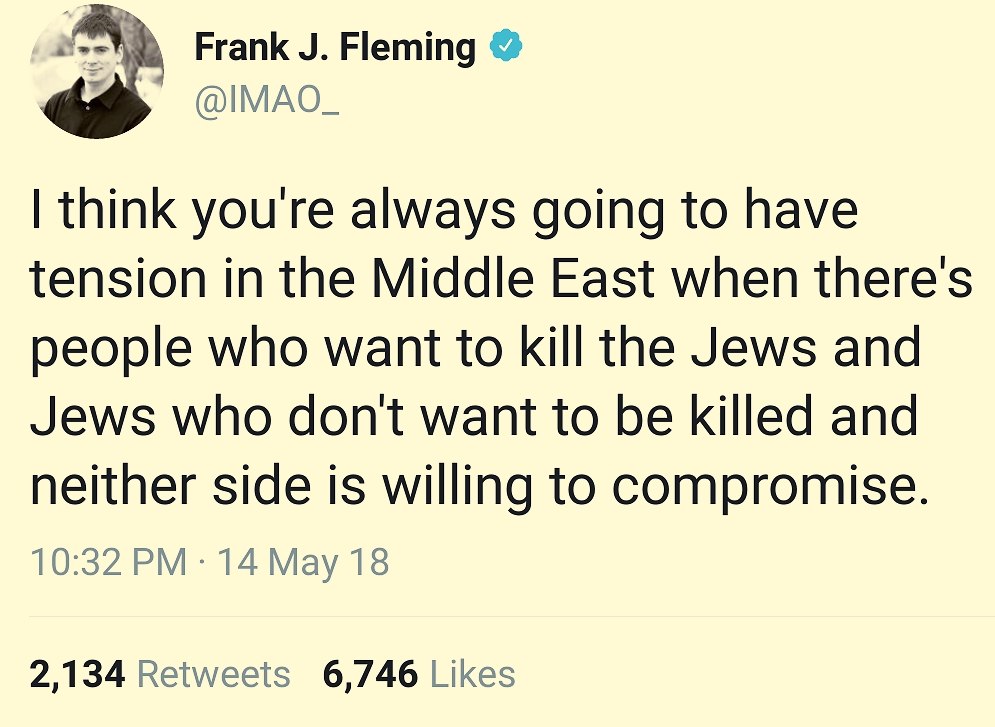 Frank J. Fleming
@IMAO_
I think you're always going to have
tension in the Middle East when there's
people who want to kill the Jews and
Jews who don't want to be killed and
neither side is willing to compromise.
10:32 PM · 14 May 18
2,134 Retweets 6,746 Likes